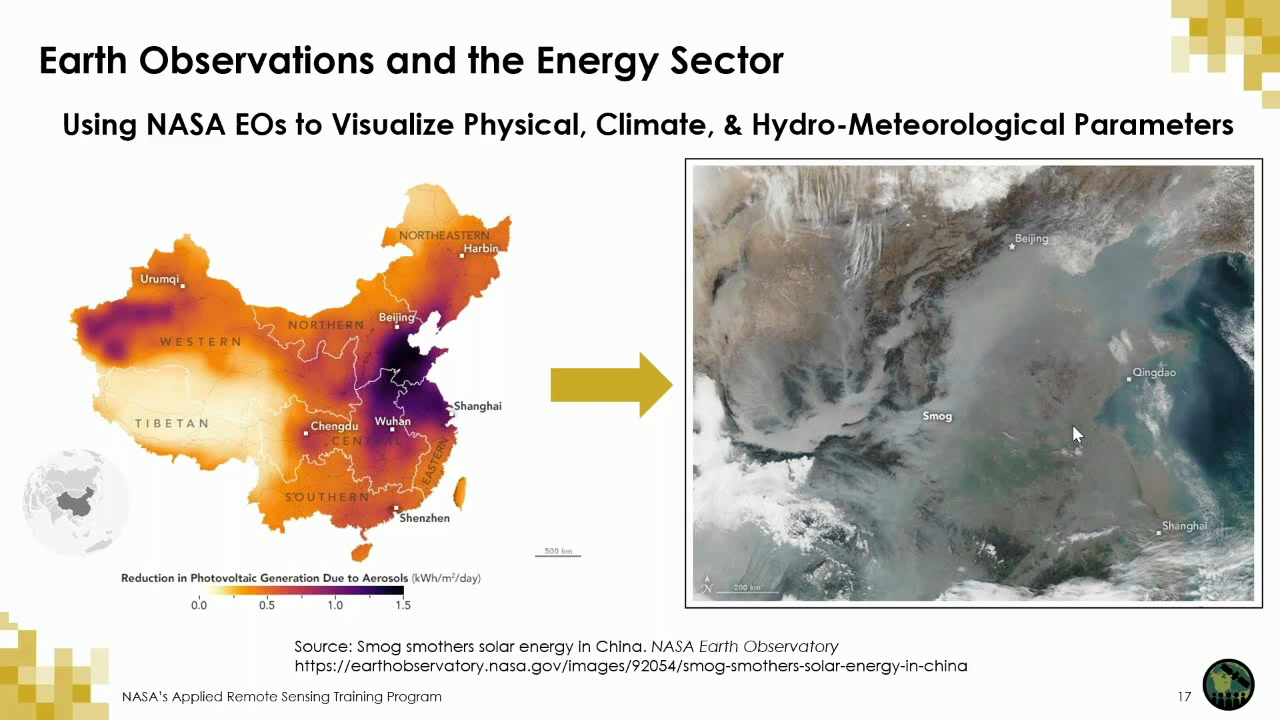 Earth Observations and the Energy Sector
Using NASA EOs to Visualize Physical, Climate, & Hydro-Meteorological Parameters
NORTHEASTERN
Harbin
Urumqi
Beijing
NORTHERN
WESTERN
TIBETAN
Chengdu
Wuhan
Shanghai
CENTRAL
EASTERN
SOUTHERN
Shenzhen
500 km
Reduction in Photovoltaic Generation Due to Aerosols (kWh/m²/day)
0.0 0.5 1.0 1.5
Beijing
Qingdao
Smog
Shanghai
N
200 km
Source: Smog smothers solar energy in China. NASA Earth Observatory
https://earthobservatory.nasa.gov/images/92054/smog-smothers-solar-energy-in-china
NASA's Applied Remote Sensing Training Program
17